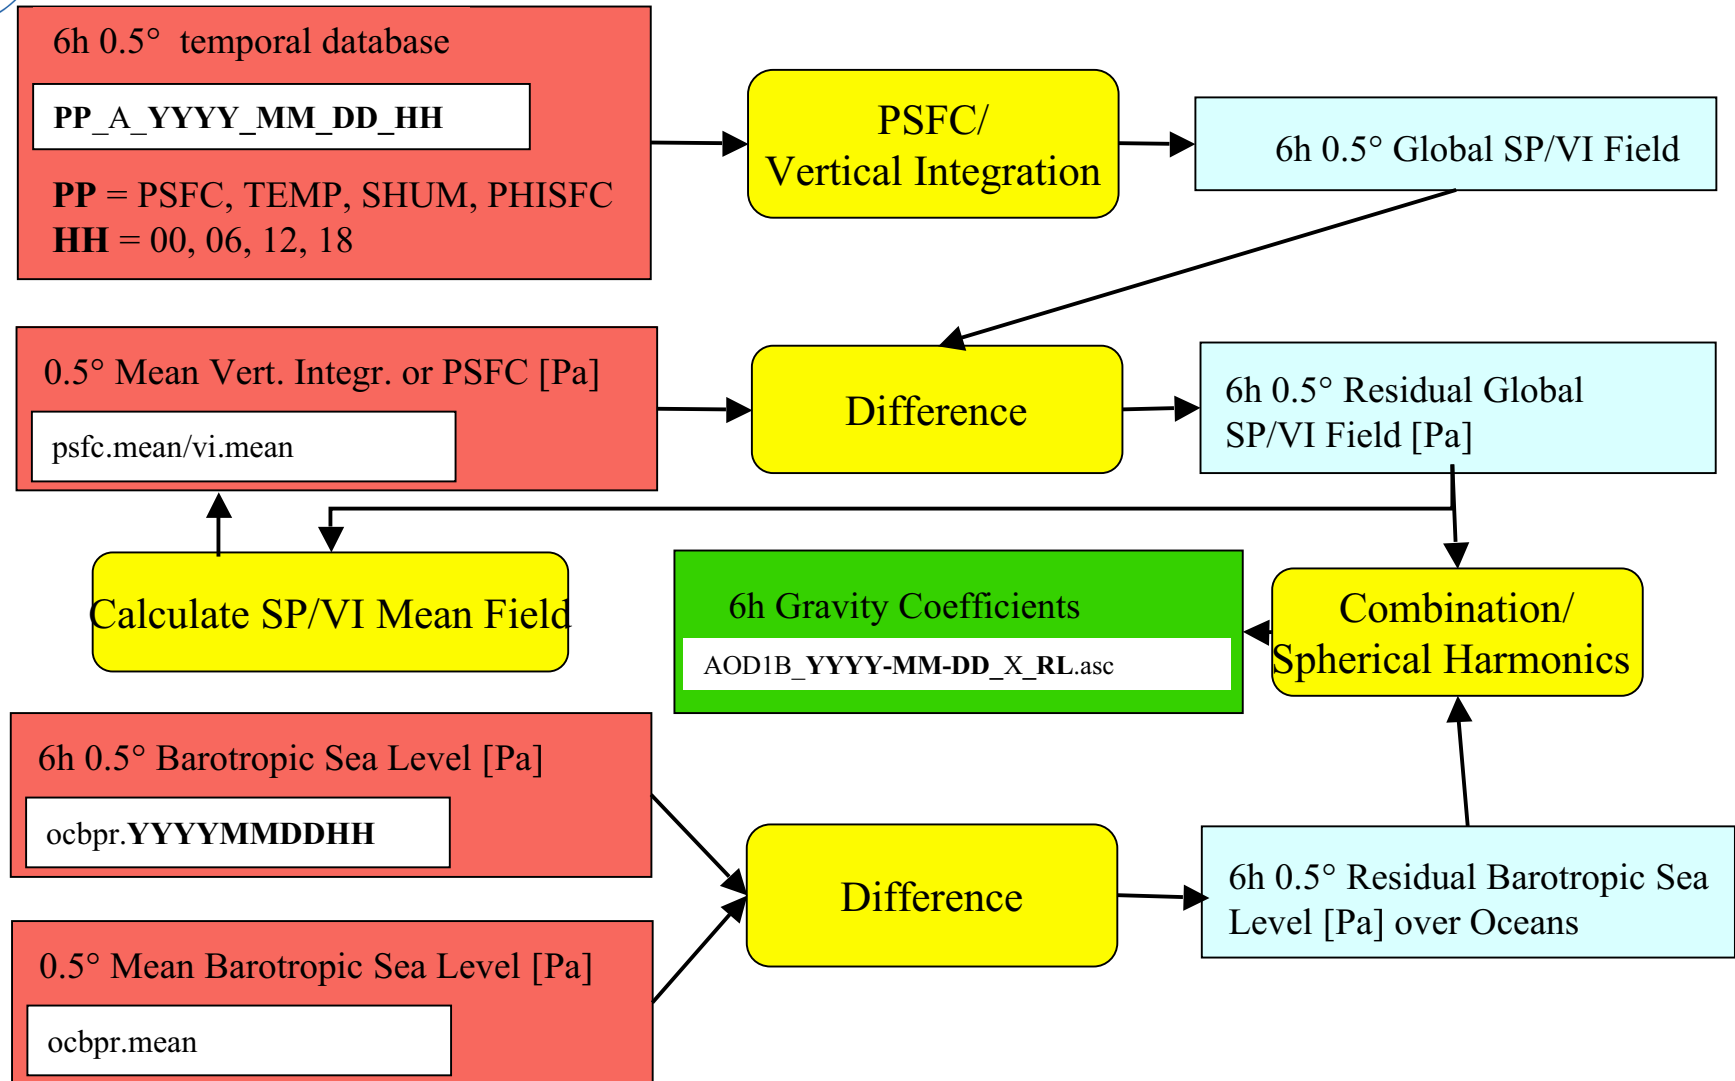 6h 0.5° temporal database
PP_A_YYYY_MM_DD_HH
PP = PSFC, TEMP, SHUM, PHISFC
HH = 00, 06, 12, 18
PSFC/
Vertical Integration
6h 0.5° Global SP/VI Field
0.5° Mean Vert. Integr. or PSFC [Pa]
psfc.mean/vi.mean
Difference
6h 0.5° Residual Global
SP/VI Field [Pa]
Calculate SP/VI Mean Field
6h Gravity Coefficients
AOD1B_YYYY-MM-DD_X_RL.asc
Combination/
Spherical Harmonics
6h 0.5° Barotropic Sea Level [Pa]
ocbpr.YYYYMMDDHH
Difference
6h 0.5° Residual Barotropic Sea
Level [Pa] over Oceans
0.5° Mean Barotropic Sea Level [Pa]
ocbpr.mean